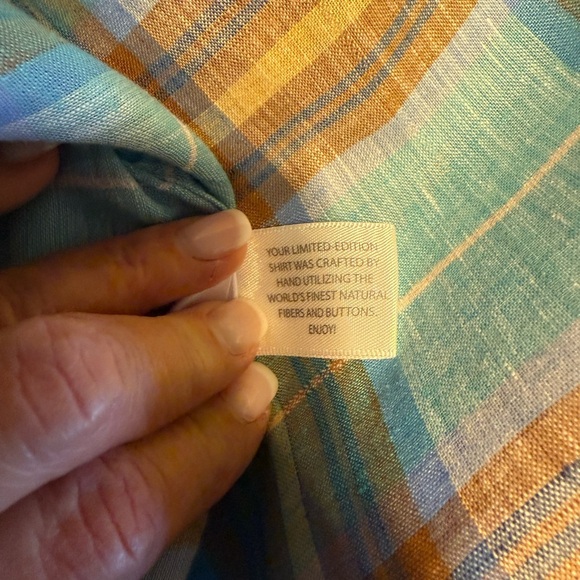 YOUR LIMITED-EDITION
SHIRT WAS CRAFTED BY
HAND UTILIZING THE
WORLD'S FINEST NATURAL
FIBERS AND BUTTONS.
ENJOY!